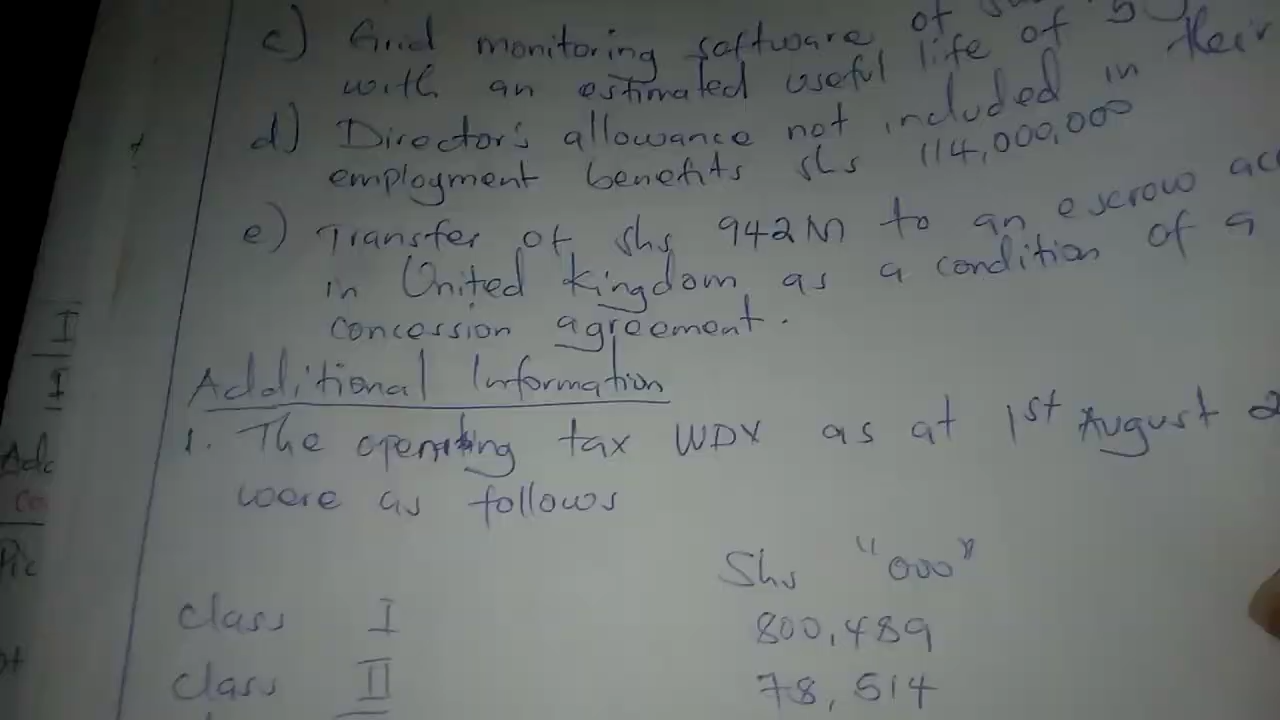 c) Grid monitoring software of
with an estimated useful life of 5
d) Director's allowance not included in their
employment benefits shs 114,000,000
e) Transfer of shs 942M to an escrow
in United Kingdom as a condition of a
concession agreement.
Additional Information
1. The operating tax WDV as at 1st August
were as follows
Shs "000"
Class I 800,489
Class II 78,514
I
I